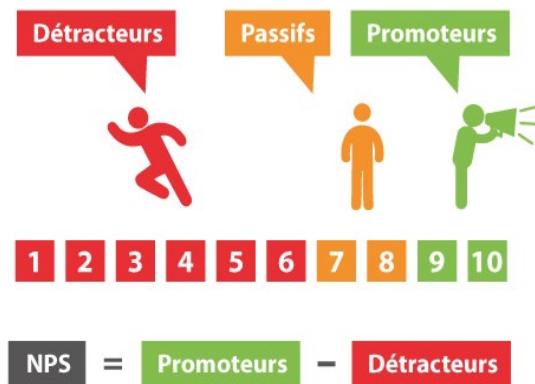 Détracteurs Passifs Promoteurs
1 2 3 4 5 6 7 8 9 10
NPS = Promoteurs – Détracteurs